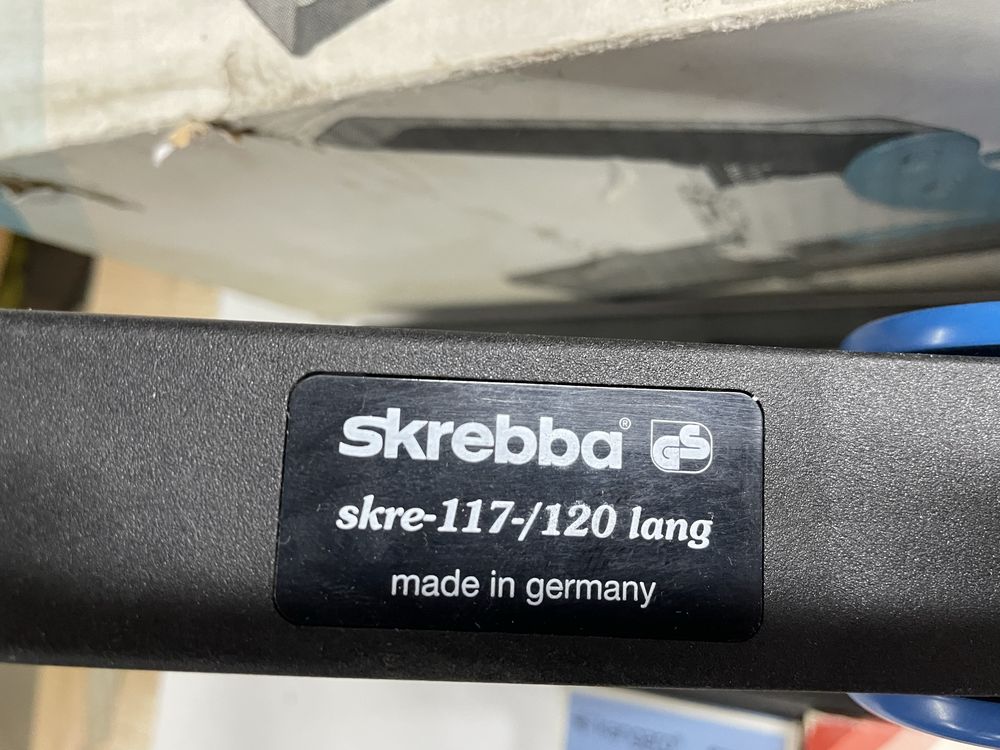 skrebba® GS
skre-117-/120 lang
made in germany